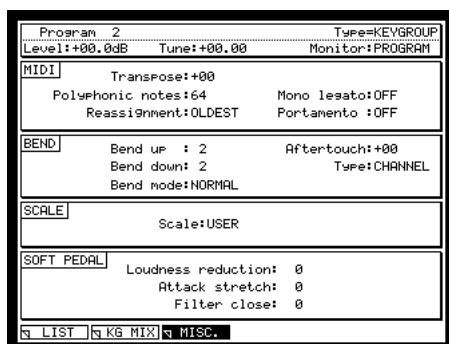 Program 2 Type=KEYGROUP
Level:+00.0dB Tune:+00.00 Monitor:PROGRAM
MIDI
Transpose:+00
Polyphonic notes:64 Mono legato:OFF
Reassignment:OLDEST Portamento :OFF
BEND
Bend up : 2 Aftertouch:+00
Bend down: 2 Type:CHANNEL
Bend mode:NORMAL
SCALE
Scale:USER
SOFT PEDAL
Loudness reduction: 0
Attack stretch: 0
Filter close: 0
LIST KG MIX MISC.